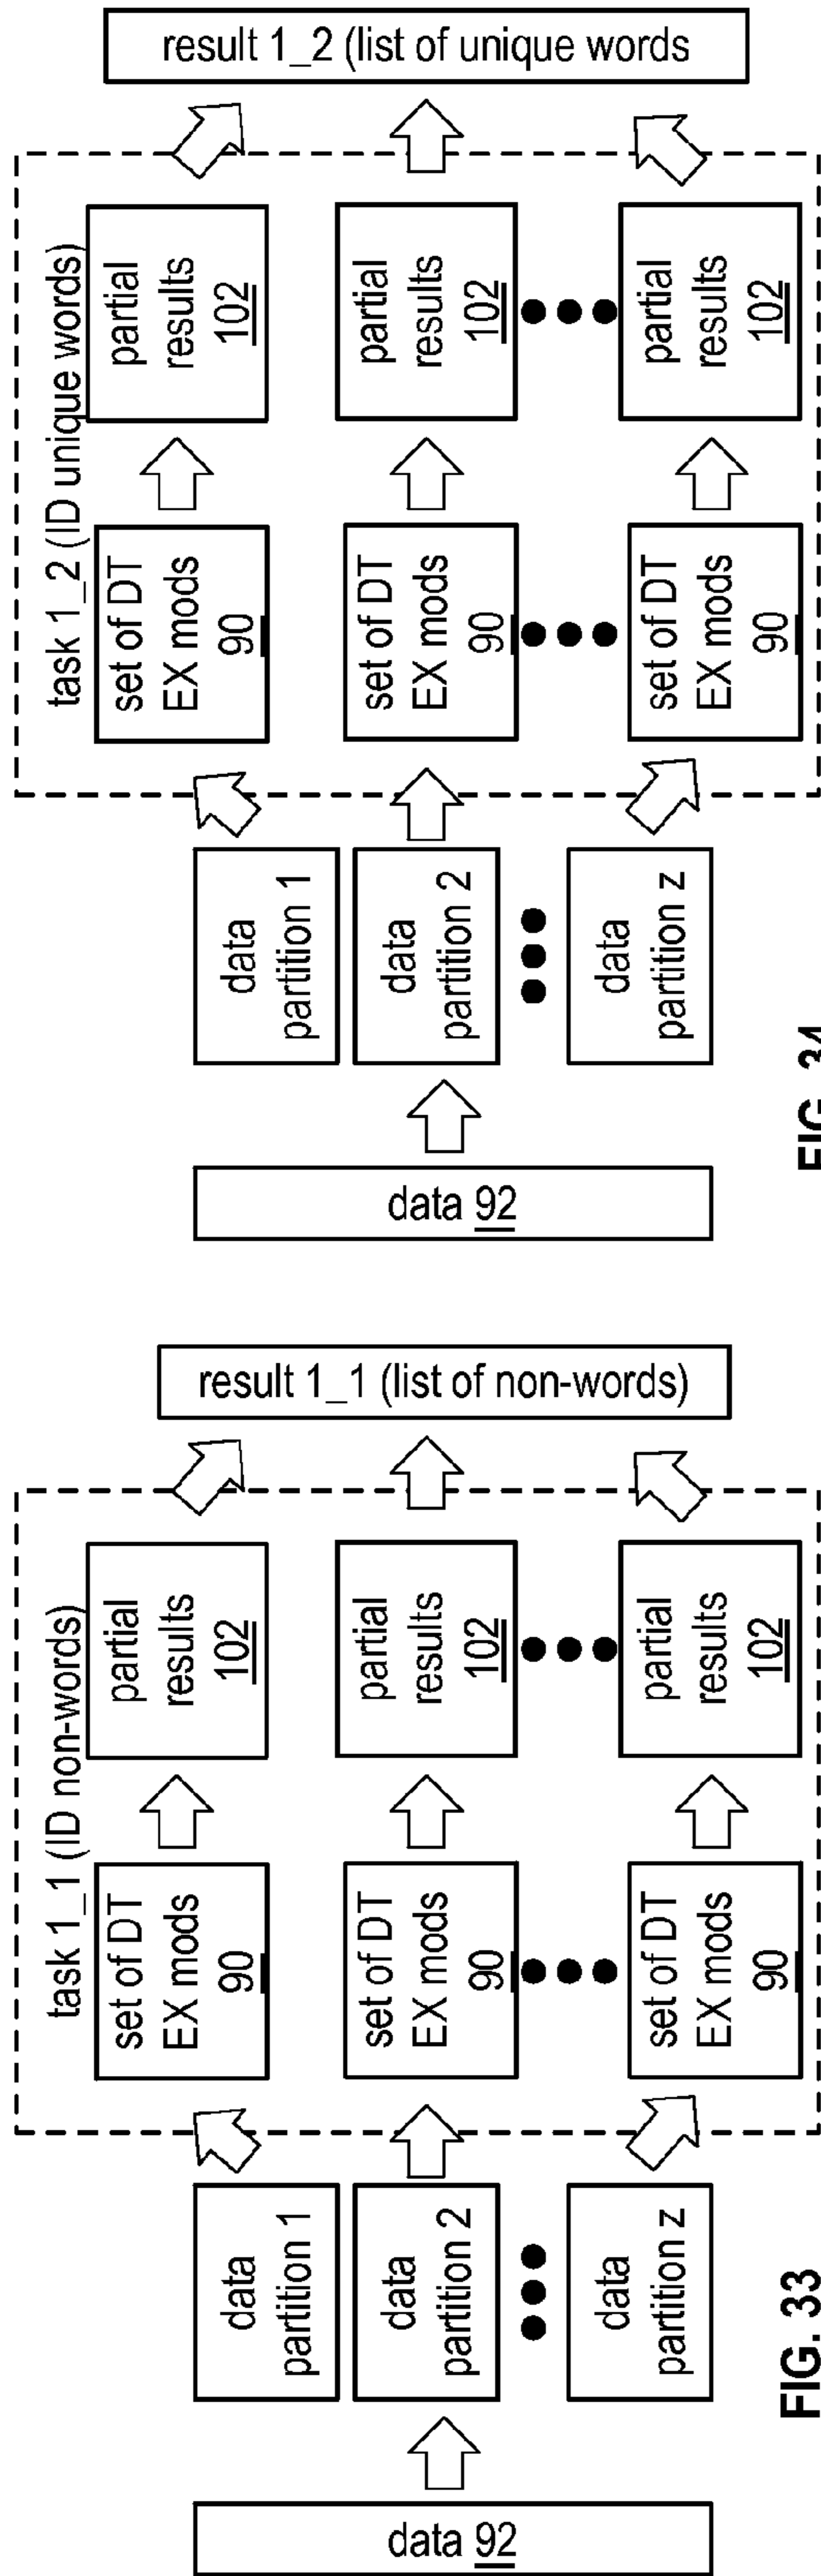 task 1_1 (ID non-words)
data 92
data
partition 1
data
partition 2
data
partition z
set of DT
EX mods
90
set of DT
EX mods
90
set of DT
EX mods
90
partial
results
102
partial
results
102
partial
results
102
result 1_1 (list of non-words)
FIG. 33
task 1_2 (ID unique words)
data 92
data
partition 1
data
partition 2
data
partition z
set of DT
EX mods
90
set of DT
EX mods
90
set of DT
EX mods
90
partial
results
102
partial
results
102
partial
results
102
result 1_2 (list of unique words
FIG. 34